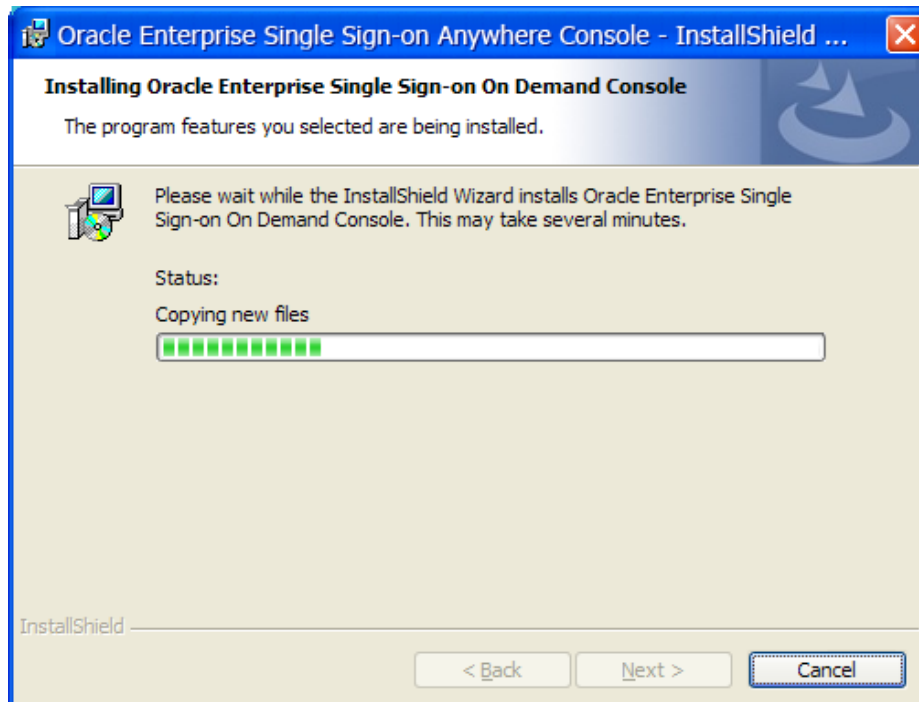 Oracle Enterprise Single Sign-on Anywhere Console - InstallShield ...
Installing Oracle Enterprise Single Sign-on On Demand Console
The program features you selected are being installed.
Please wait while the InstallShield Wizard installs Oracle Enterprise Single
Sign-on On Demand Console. This may take several minutes.
Status:
Copying new files
InstallShield
< Back
Next >
Cancel